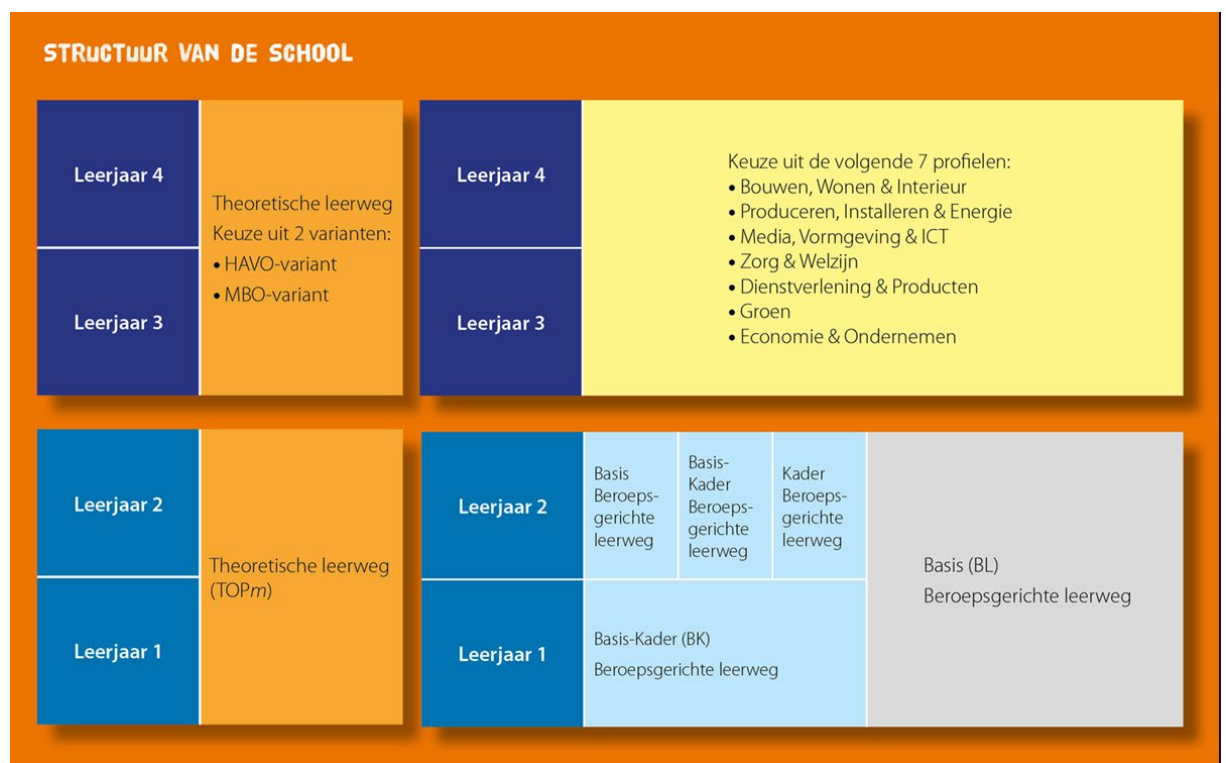 STRUCTUUR VAN DE SCHOOL
Leerjaar 4
Leerjaar 3
Theoretische leerweg
Keuze uit 2 varianten:
• HAVO-variant
• MBO-variant
Leerjaar 4
Leerjaar 3
Keuze uit de volgende 7 profielen:
• Bouwen, Wonen & Interieur
• Produceren, Installeren & Energie
• Media, Vormgeving & ICT
• Zorg & Welzijn
• Dienstverlening & Producten
• Groen
• Economie & Ondernemen
Leerjaar 2
Leerjaar 1
Theoretische leerweg
(TOPm)
Leerjaar 2
Basis
Beroeps-
gerichte
leerweg
Basis-
Kader
Beroeps-
gerichte
leerweg
Kader
Beroeps-
gerichte
leerweg
Leerjaar 1
Basis-Kader (BK)
Beroepsgerichte leerweg
Basis (BL)
Beroepsgerichte leerweg